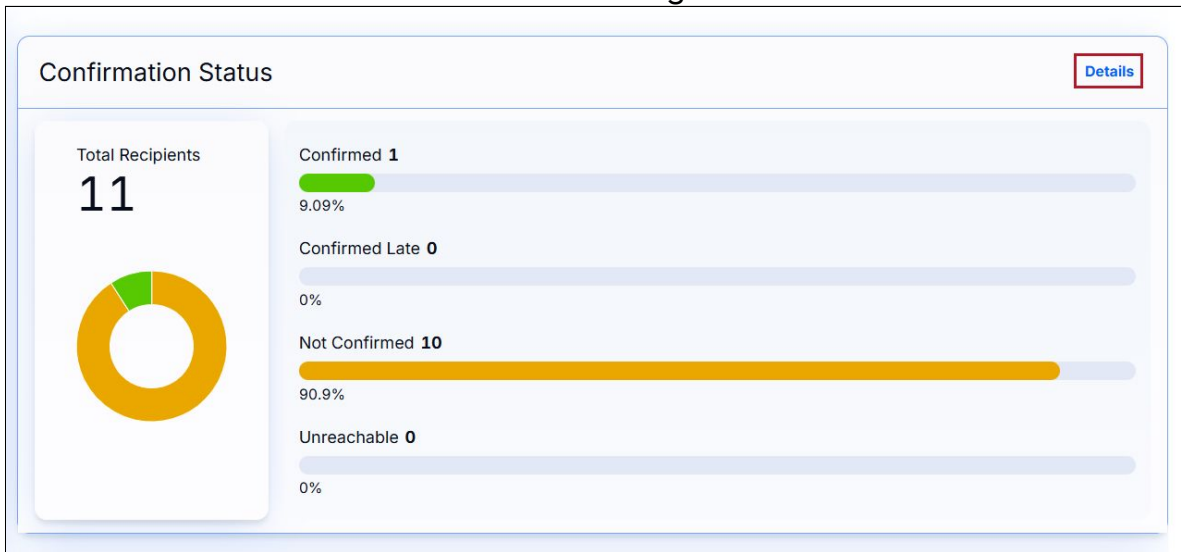 Confirmation Status
Details
Total Recipients
11
Confirmed 1
9.09%
Confirmed Late 0
0%
Not Confirmed 10
90.9%
Unreachable 0
0%